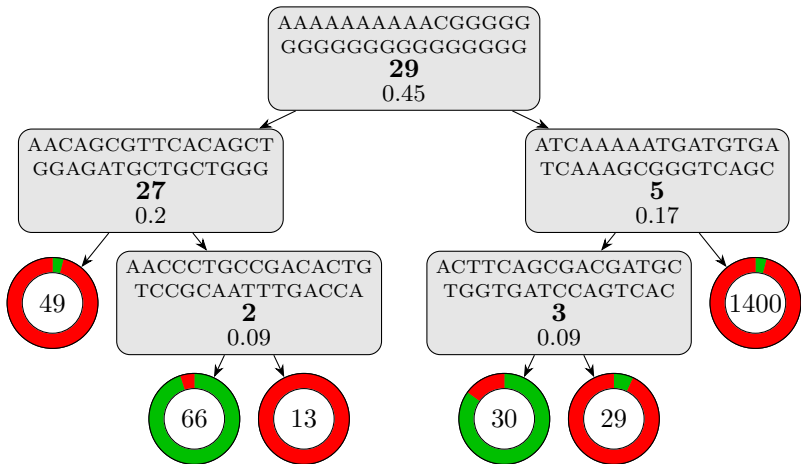 AAAAAAAAAACGGGGG
GGGGGGGGGGGGGGG
29
0.45
AACAGCGTTCACAGCT
GGAGATGCTGCTGGG
27
0.2
ATCAAAAATGATGTGA
TCAAAGCGGGTCAGC
5
0.17
49
AACCCTGCCGACACTG
TCCGCAATTTGACCA
2
0.09
ACTTCAGCGACGATGC
TGGTGATCCAGTCAC
3
0.09
1400
66
13
30
29